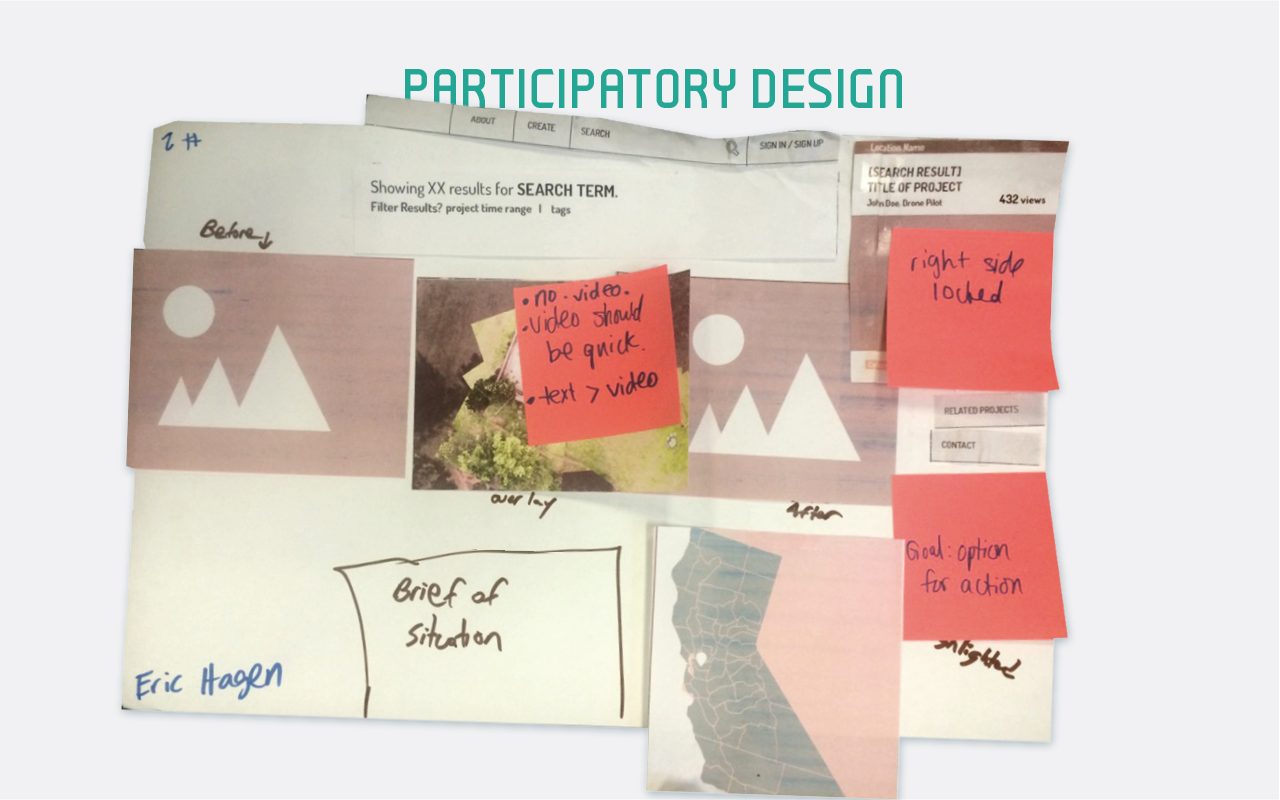 PARTICIPATORY DESIGN
ABOUT
CREATE
SEARCH
SIGN IN / SIGN UP
2 #
Showing XX results for SEARCH TERM.
Filter Results? project time range | tags
Location Name
[SEARCH RESULT]
TITLE OF PROJECT
John Doe, Drone Pilot
432 views
Before
right side
locked
• no video.
• video should
be quick.
• text > video
RELATED PROJECTS
CONTACT
overlay
After
Goal: option
for action
Brief of
situation
Eric Hagen